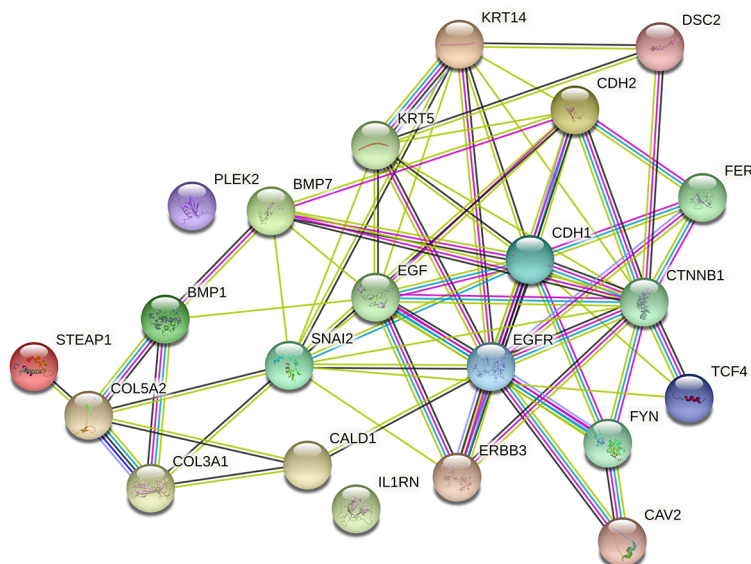 KRT14
DSC2
CDH2
KRT5
FER
PLEK2
BMP7
CDH1
EGF
CTNNB1
BMP1
SNAI2
EGFR
STEAP1
TCF4
COL5A2
FYN
CALD1
ERBB3
COL3A1
IL1RN
CAV2